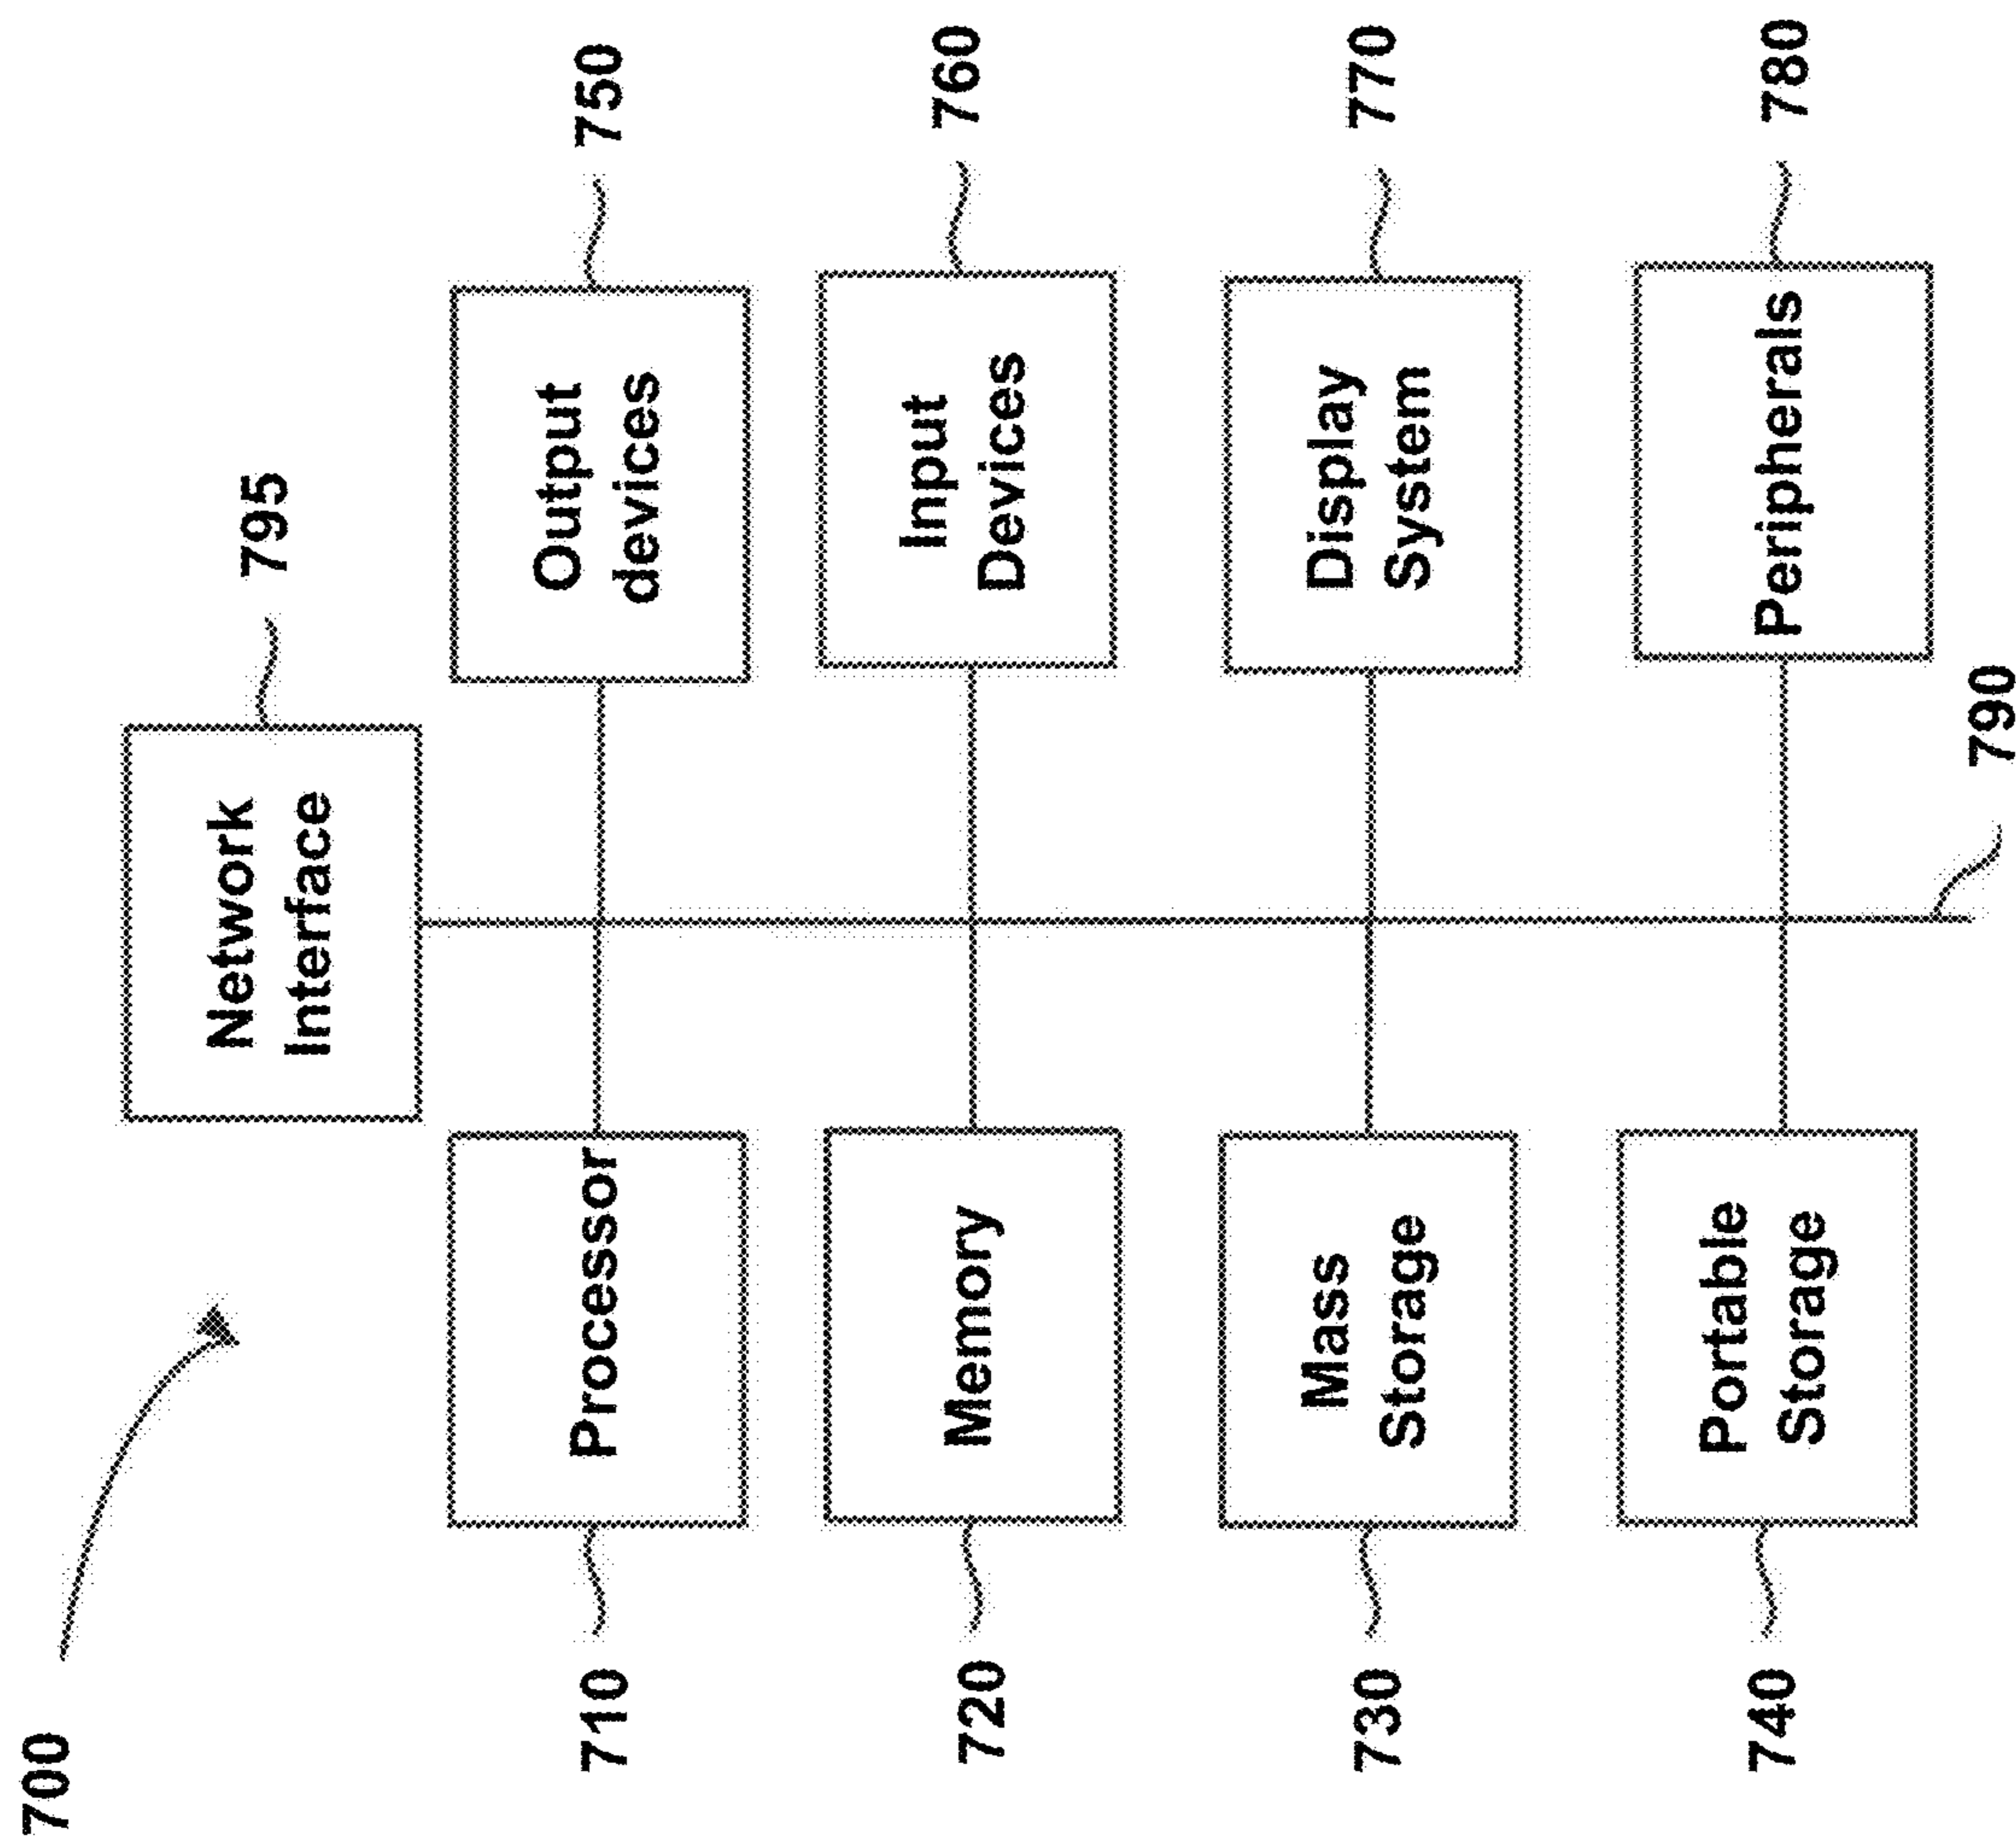 700
Network
Interface
795
710
Processor
Output
devices
750
720
Memory
Input
Devices
760
730
Mass
Storage
Display
System
770
740
Portable
Storage
Peripherals
780
790